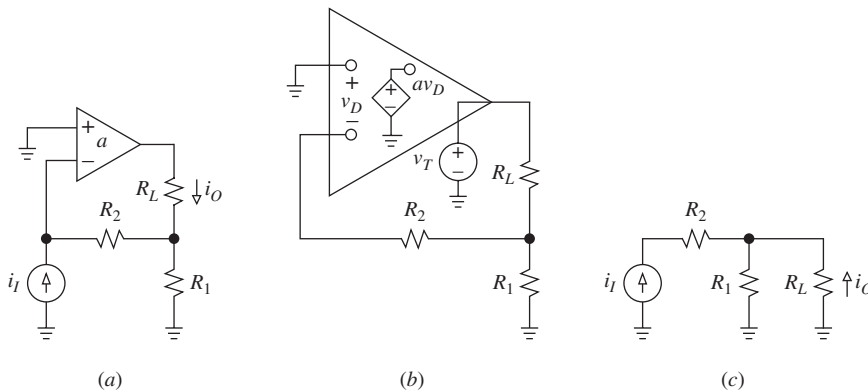 +
a
−
R_L
i_O
R_2
i_I
R_1
(a)
+
v_D
−
+
−
av_D
v_T
+
−
R_L
R_2
R_1
(b)
R_2
i_I
R_1
R_L
i_O
(c)